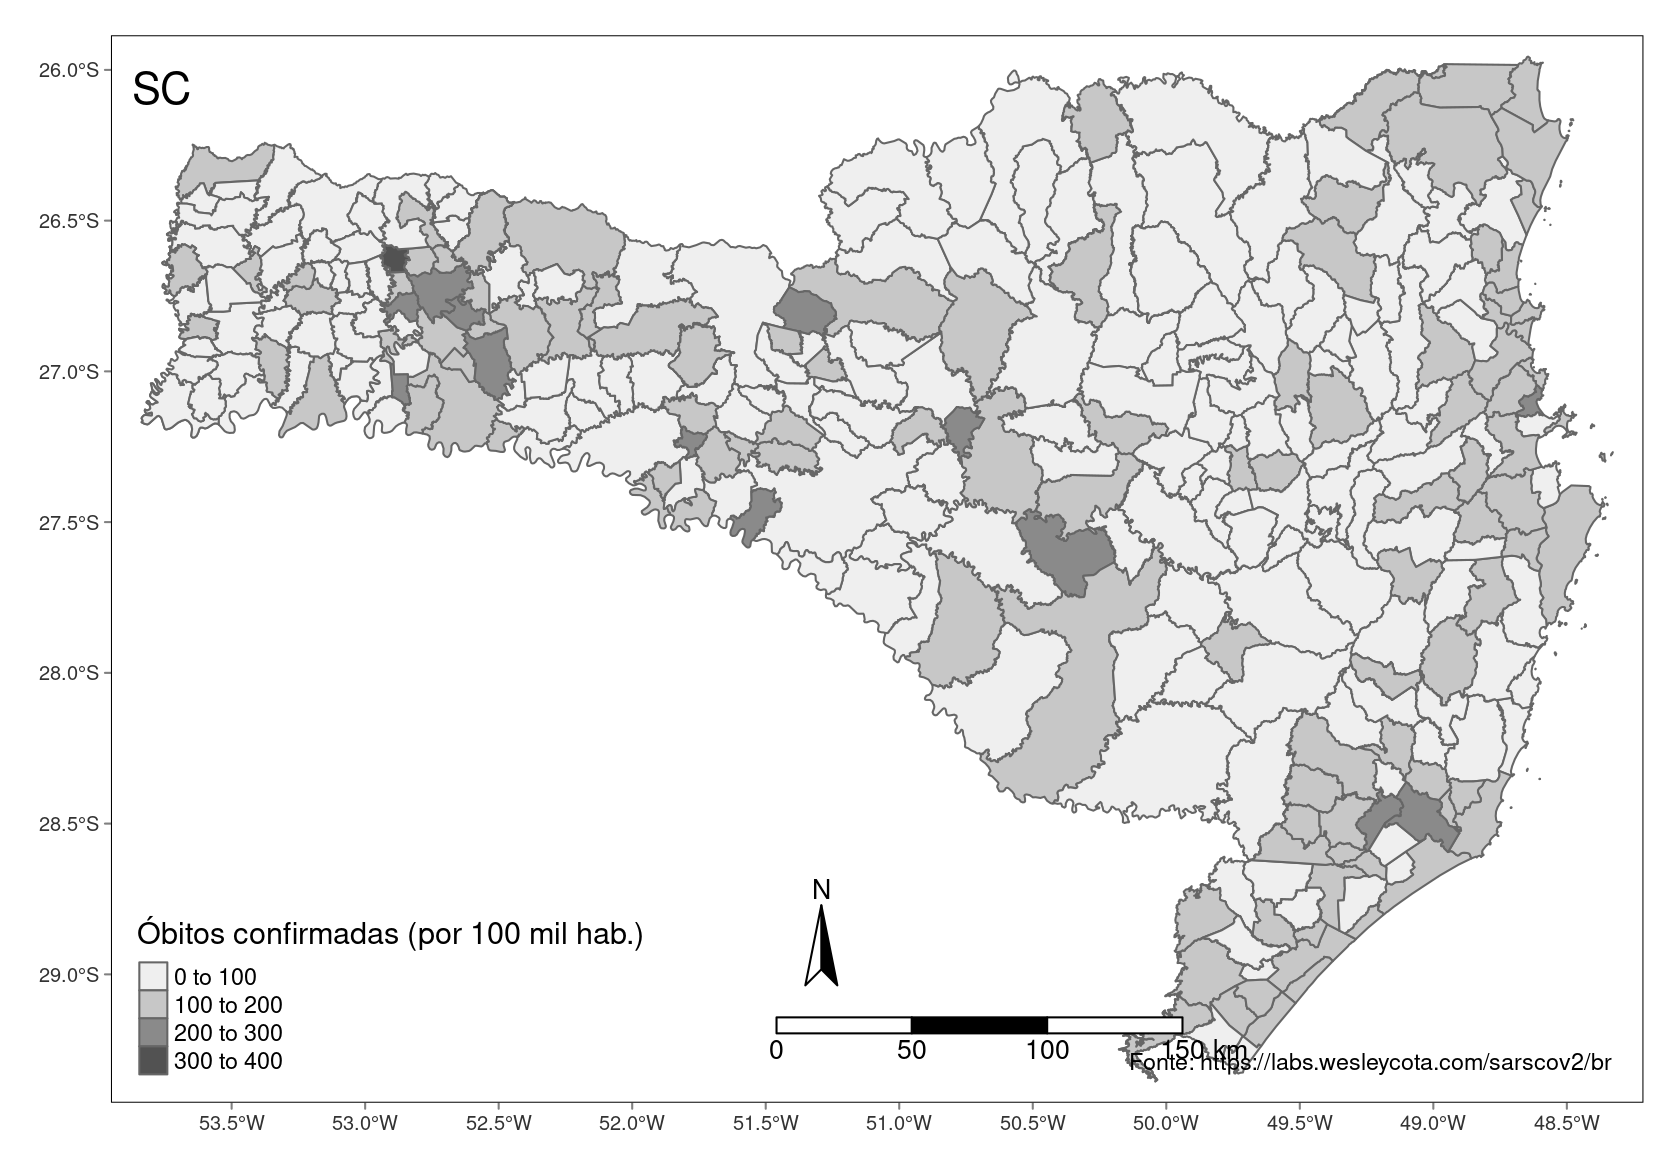 SC
26.0°S
26.5°S
27.0°S
27.5°S
28.0°S
28.5°S
29.0°S
N
Óbitos confirmadas (por 100 mil hab.)
0 to 100
100 to 200
200 to 300
300 to 400
0 50 100 150 km
Fonte: https://labs.wesleycota.com/sarscov2/br
53.5°W 53.0°W 52.5°W 52.0°W 51.5°W 51.0°W 50.5°W 50.0°W 49.5°W 49.0°W 48.5°W